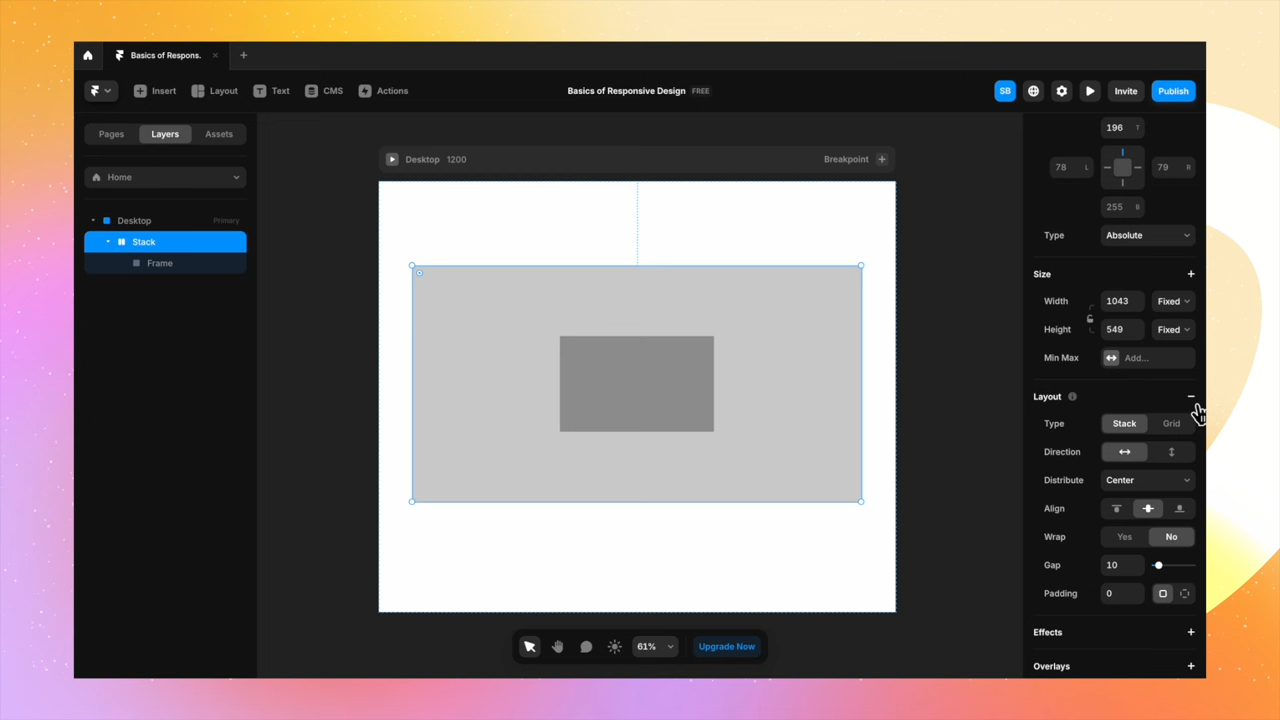 Basics of Respons.
Insert
Layout
Text
CMS
Actions
Basics of Responsive Design FREE
SB
Invite
Publish
Pages
Layers
Assets
Home
Desktop Primary
Stack
Frame
Desktop 1200
Breakpoint
61%
Upgrade Now
196 T
78 L
79 R
255 B
Type Absolute
Size
Width 1043 Fixed
Height 549 Fixed
Min Max Add...
Layout
Type Stack Grid
Direction
Distribute Center
Align
Wrap Yes No
Gap 10
Padding 0
Effects
Overlays